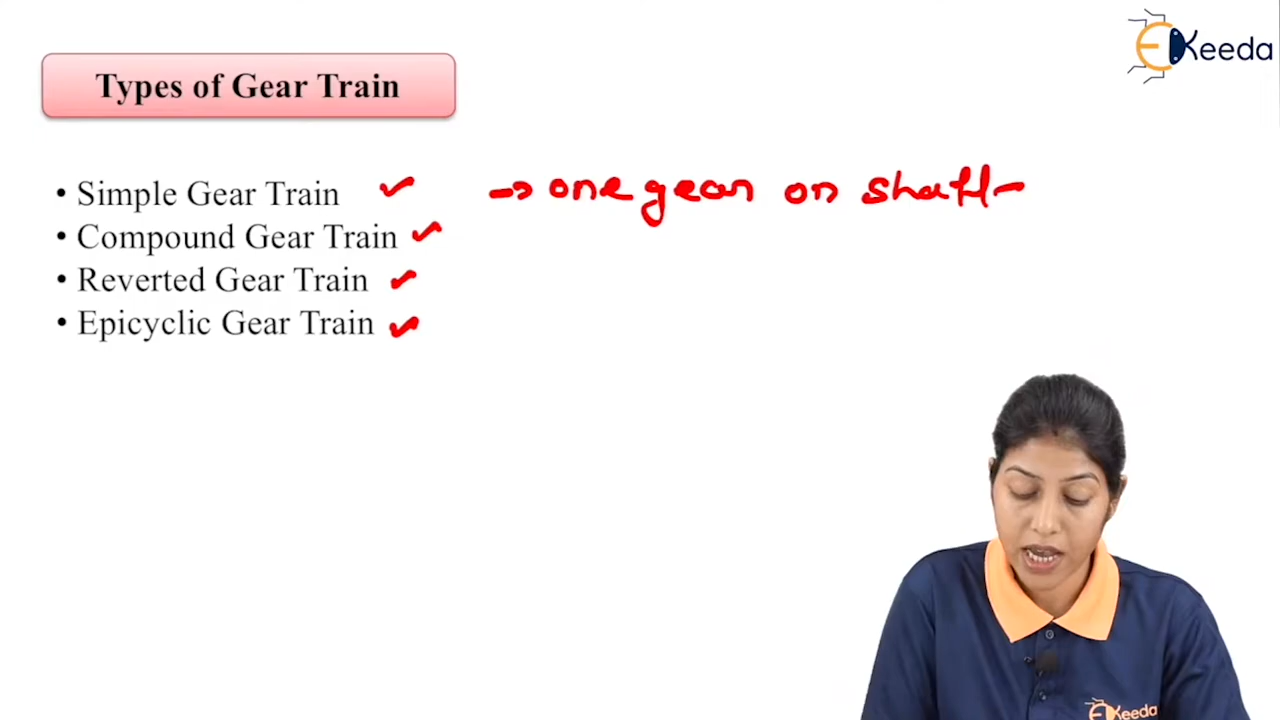 EKeeda
Types of Gear Train
• Simple Gear Train ✓ → one gear on shaft
• Compound Gear Train ✓
• Reverted Gear Train ✓
• Epicyclic Gear Train ✓
EKeeda